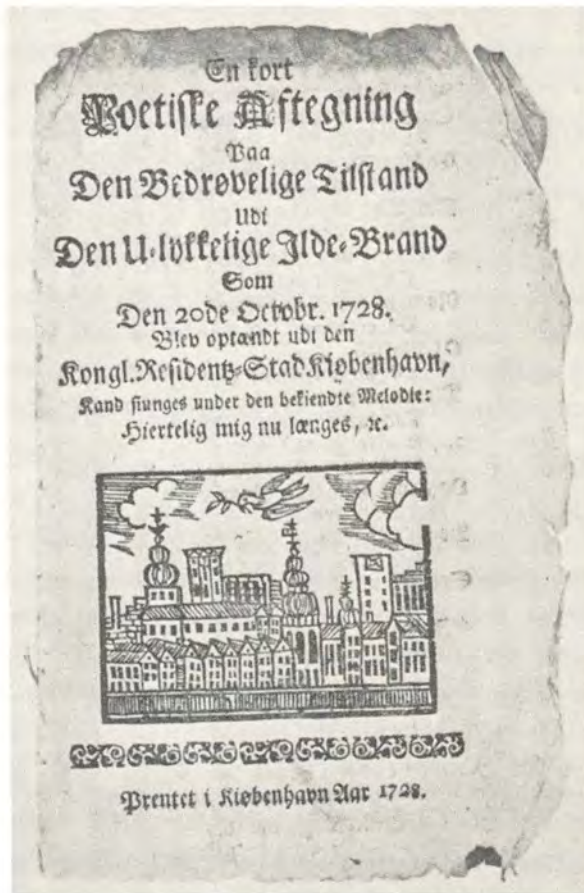 En kort
Poetiske Aftegning
Paa
Den Bedrøvelige Tilstand
Udi
Den U-lykkelige Ilde-Brand
Som
Den 20de Octobr. 1728.
Blev optændt udi den
Kongl. Residentz-Stad Kiøbenhavn,
Kand siunges under den bekiendte Melodie:
Hiertelig mig nu længes, ꝛc.
Prentet i Kiøbenhavn Aar 1728.